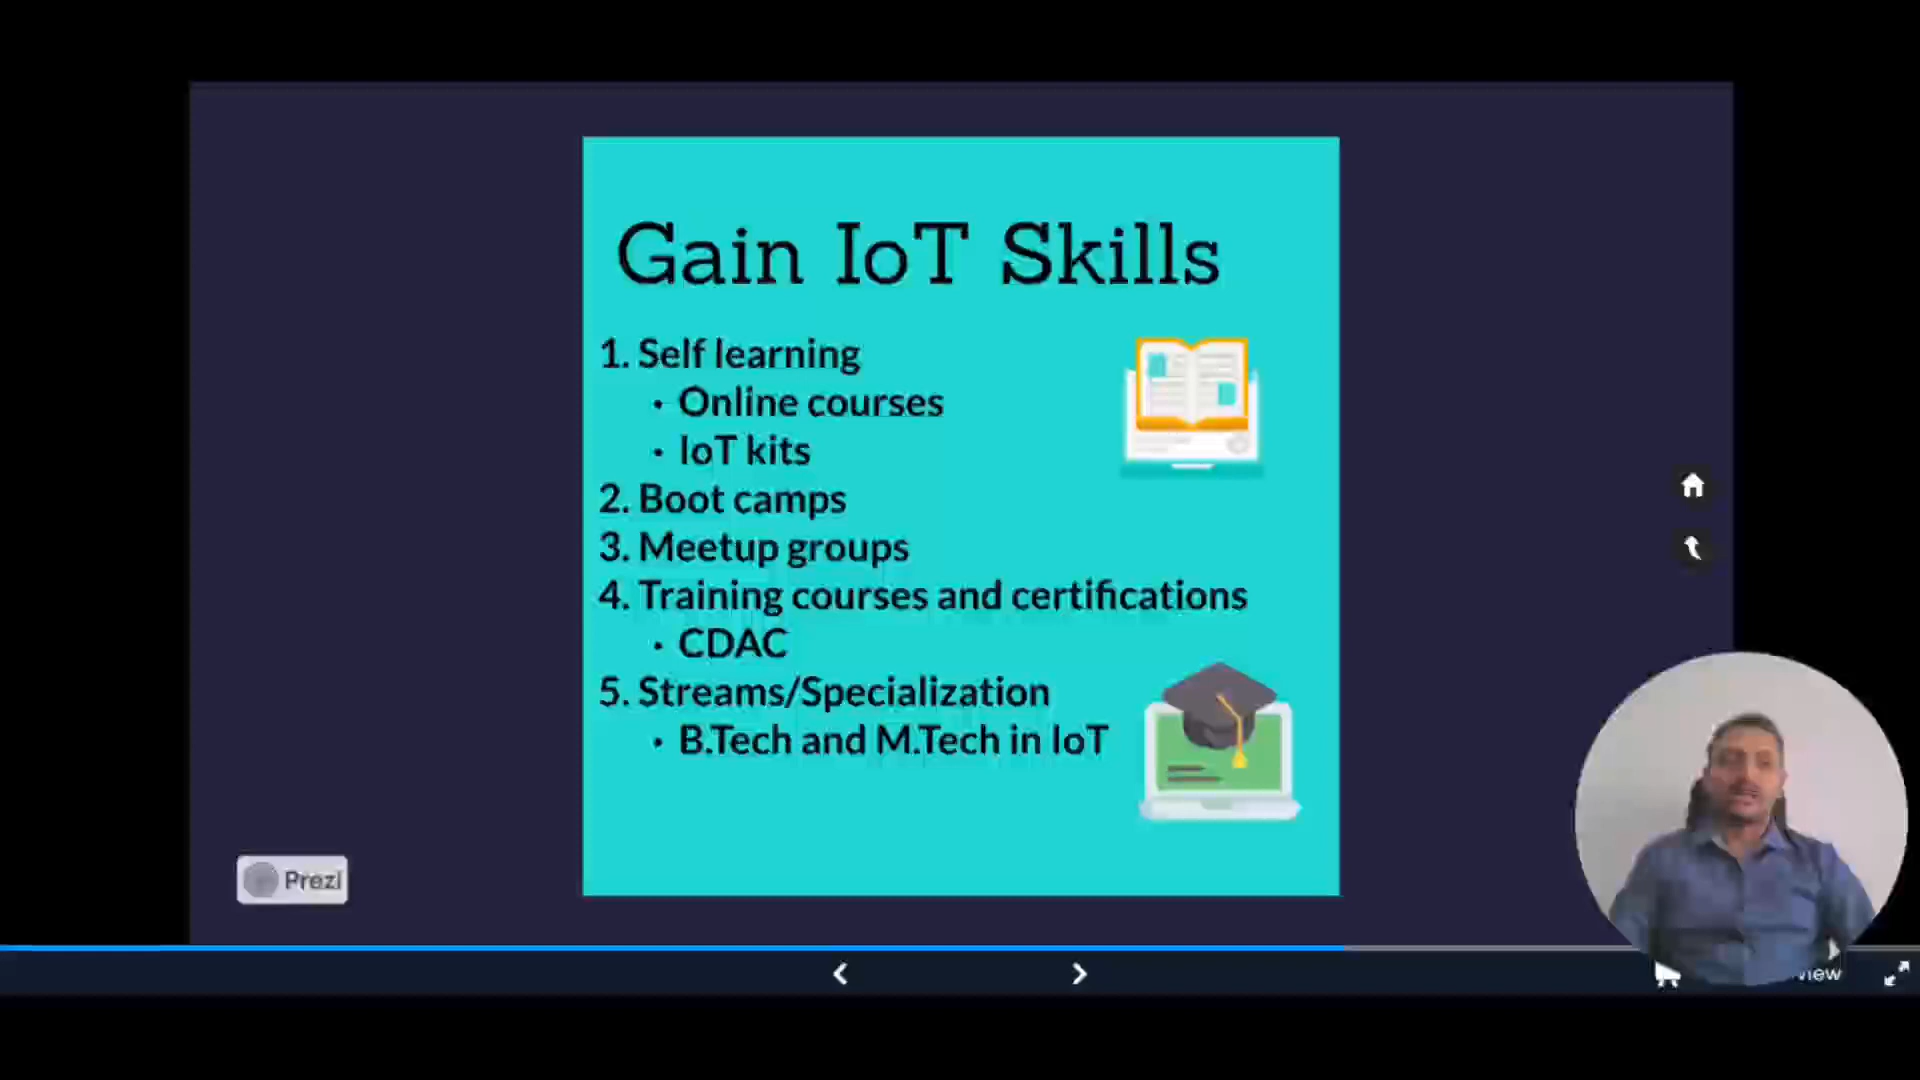 Gain IoT Skills
1. Self learning
• Online courses
• IoT kits
2. Boot camps
3. Meetup groups
4. Training courses and certifications
• CDAC
5. Streams/Specialization
• B.Tech and M.Tech in IoT
Prezi